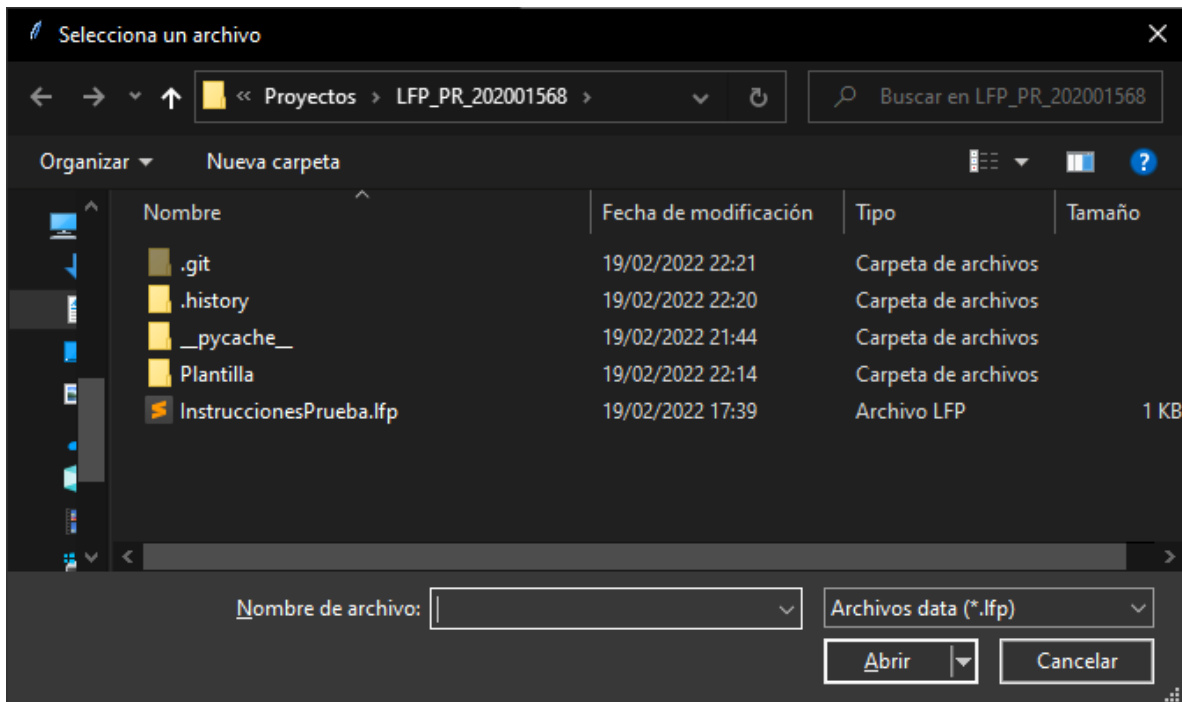 Selecciona un archivo
« Proyectos > LFP_PR_202001568 >
Buscar en LFP_PR_202001568
Organizar Nueva carpeta ?
Nombre Fecha de modificación Tipo Tamaño
.git 19/02/2022 22:21 Carpeta de archivos
.history 19/02/2022 22:20 Carpeta de archivos
__pycache__ 19/02/2022 21:44 Carpeta de archivos
Plantilla 19/02/2022 22:14 Carpeta de archivos
InstruccionesPrueba.lfp 19/02/2022 17:39 Archivo LFP 1 KB
Nombre de archivo: Archivos data (*.lfp)
Abrir Cancelar